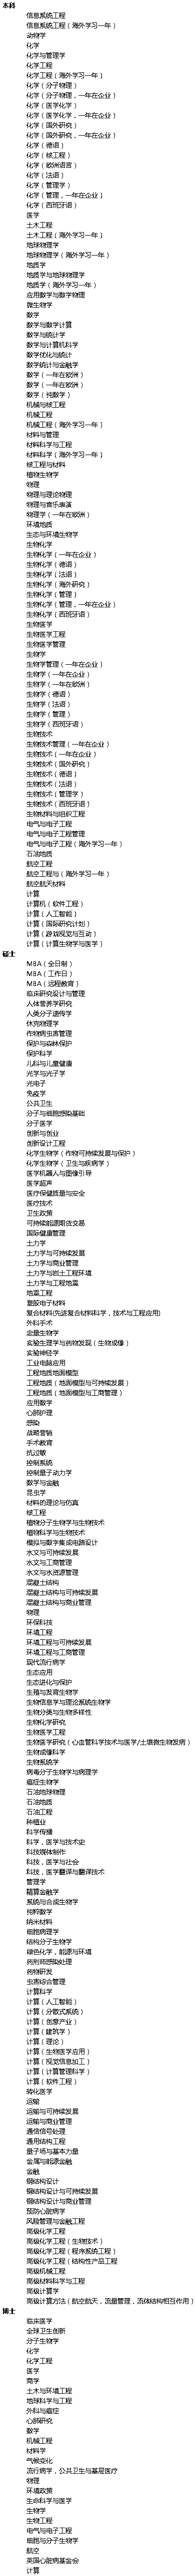 本科
信息系统工程
信息系统工程（海外学习一年）
动物学
化学
化学与管理学
化学工程
化学工程（海外学习一年）
化学（分子物理）
化学（分子物理，一年在企业）
化学（医学化学）
化学（医学化学，一年在企业）
化学（国外研究）
化学（国外研究，一年在企业）
化学（德语）
化学（核工程）
化学（欧洲语言）
化学（法语）
化学（管理学）
化学（管理，一年在企业）
化学（西班牙语）
医学
土木工程
土木工程（海外学习一年）
地球物理学
地球物理学（海外学习一年）
地质学
地质学与地球物理学
地质学（海外学习一年）
应用数学与数学物理
微生物学
数学
数学与数学计算
数学与统计学
数学与计算机科学
数学优化与统计
数学统计与金融学
数学（一年在欧洲）
数学（一年在欧洲）
数学（纯数学）
机械与核工程
机械工程
机械工程（海外学习一年）
材料与管理
材料科学与工程
材料科学（海外学习一年）
核工程与材料
植物生物学
物理
物理与理论物理
物理与音乐表演
物理学（一年在欧洲）
环境地质
生态与环境生物学
生物化学
生物化学（一年在企业）
生物化学（德语）
生物化学（法语）
生物化学（海外研究）
生物化学（管理）
生物化学（管理，一年在企业）
生物化学（西班牙语）
生物医学
生物医学工程
生物医学管理
生物学
生物学管理（一年在企业）
生物学（一年在企业）
生物学（一年在欧洲）
生物学（德语）
生物学（法语）
生物学（管理）
生物学（西班牙语）
生物技术
生物技术管理（一年在企业）
生物技术（一年在企业）
生物技术（国外研究）
生物技术（德语）
生物技术（法语）
生物技术（管理学）
生物技术（西班牙语）
生物材料与组织工程
电气与电子工程
电气与电子工程管理
电气与电子工程（海外学习一年）
石油地质
航空工程
航空工程与（海外学习一年）
航空航天材料
计算
计算机（软件工程）
计算（人工智能）
计算（国际研究计划）
计算（游戏视觉与互动）
计算（计算生物学与医学）
硕士
MBA（全日制）
MBA（工作日）
MBA（远程教育）
临床研究设计与管理
人体营养学研究
人类分子遗传学
休克物理学
作物病虫害管理
保护与森林保护
保护科学
儿科与儿童健康
光学与光子学
光电子
免疫学
公共卫生
分子与细胞感染基础
分子医学
创新与创业
创新设计工程
化学生物学（作物可持续发展与保护）
化学生物学（卫生与疾病学）
医学机器人与图像引导
医学超声
医疗保健质量与安全
医疗技术
卫生政策
可持续能源期货交易
国际健康管理
土力学
土力学与可持续发展
土力学与商业管理
土力学与岩土工程环境
土力学与工程地震
地震工程
塑胶电子材料
复合材料(先进复合材料科学，技术与工程应用)
外科手术
定量生物学
实验生理学与药物发现（生物成像）
实验神经学
工业电脑应用
工程地质地面模型
工程地质（地面模型与可持续发展）
工程地质（地面模型与工商管理）
应用数学
心脏护理
感染
战略营销
手术教育
抗过敏
控制系统
控制量子动力学
数学与金融
昆虫学
材料的理论与仿真
核工程
植物分子生物学与生物技术
植物科学与生物技术
模拟与数字集成电路设计
水文与可持续发展
水文与工商管理
水文与水资源管理
混凝土结构
混凝土结构与可持续发展
混凝土结构与商业管理
物理
环保科技
环境工程
环境工程与可持续发展
环境工程与工商管理
现代流行病学
生态应用
生态进化与保护
生殖与发育生物学
生物信息学与理论系统生物学
生物分类与生物多样性
生物化学研究
生物医学工程
生物医学研究（心血管科学技术与医学/土壤微生物发病）
生物成像科学
生物系统学
病毒分子生物学与病理学
癌症生物学
石油地球物理
石油地质
石油工程
种植业
科学传播
科学，医学与技术史
科技媒体制作
科技，医学与社会
科技，医学翻译与翻译技术
管理学
精算金融学
系统与合成生物学
纯粹数学
纳米材料
细胞病理学
结构分子生物学
绿色化学，能源与环境
药剂师感染处理
药物研发
虫害综合管理
计算科学
计算（人工智能）
计算（分散式系统）
计算（创意产业）
计算（建筑学）
计算（理论）
计算（生物医学应用）
计算（视觉信息加工）
计算（计算管理科学）
计算（软件工程）
转化医学
运输
运输与可持续发展
运输与商业管理
通信信号处理
通用结构工程
量子场与基本力量
金属与能源金融
金融
钢结构设计
钢结构设计与可持续发展
钢结构设计与商业管理
预防心脏病学
风险管理与金融工程
高级化学工程
高级化学工程（生物技术）
高级化学工程（程序系统工程）
高级化学工程（结构性产品工程）
高级机械工程
高级材料科学与工程
高级计算学
高级计算方法（航空航天，流量管理，流体结构相互作用）
博士
临床医学
全球卫生创新
分子生物学
化学
化学工程
医学
商学
土木与环境工程
地球科学与工程
外科与癌症
心肺研究
数学
机械工程
材料学
气候变化
流行病学，公共卫生与基层医疗
物理
环境政策
生命科学与医学
生物学
生物工程
电气与电子工程
细胞与分子生物学
航空
英国心脏病基金会
计算